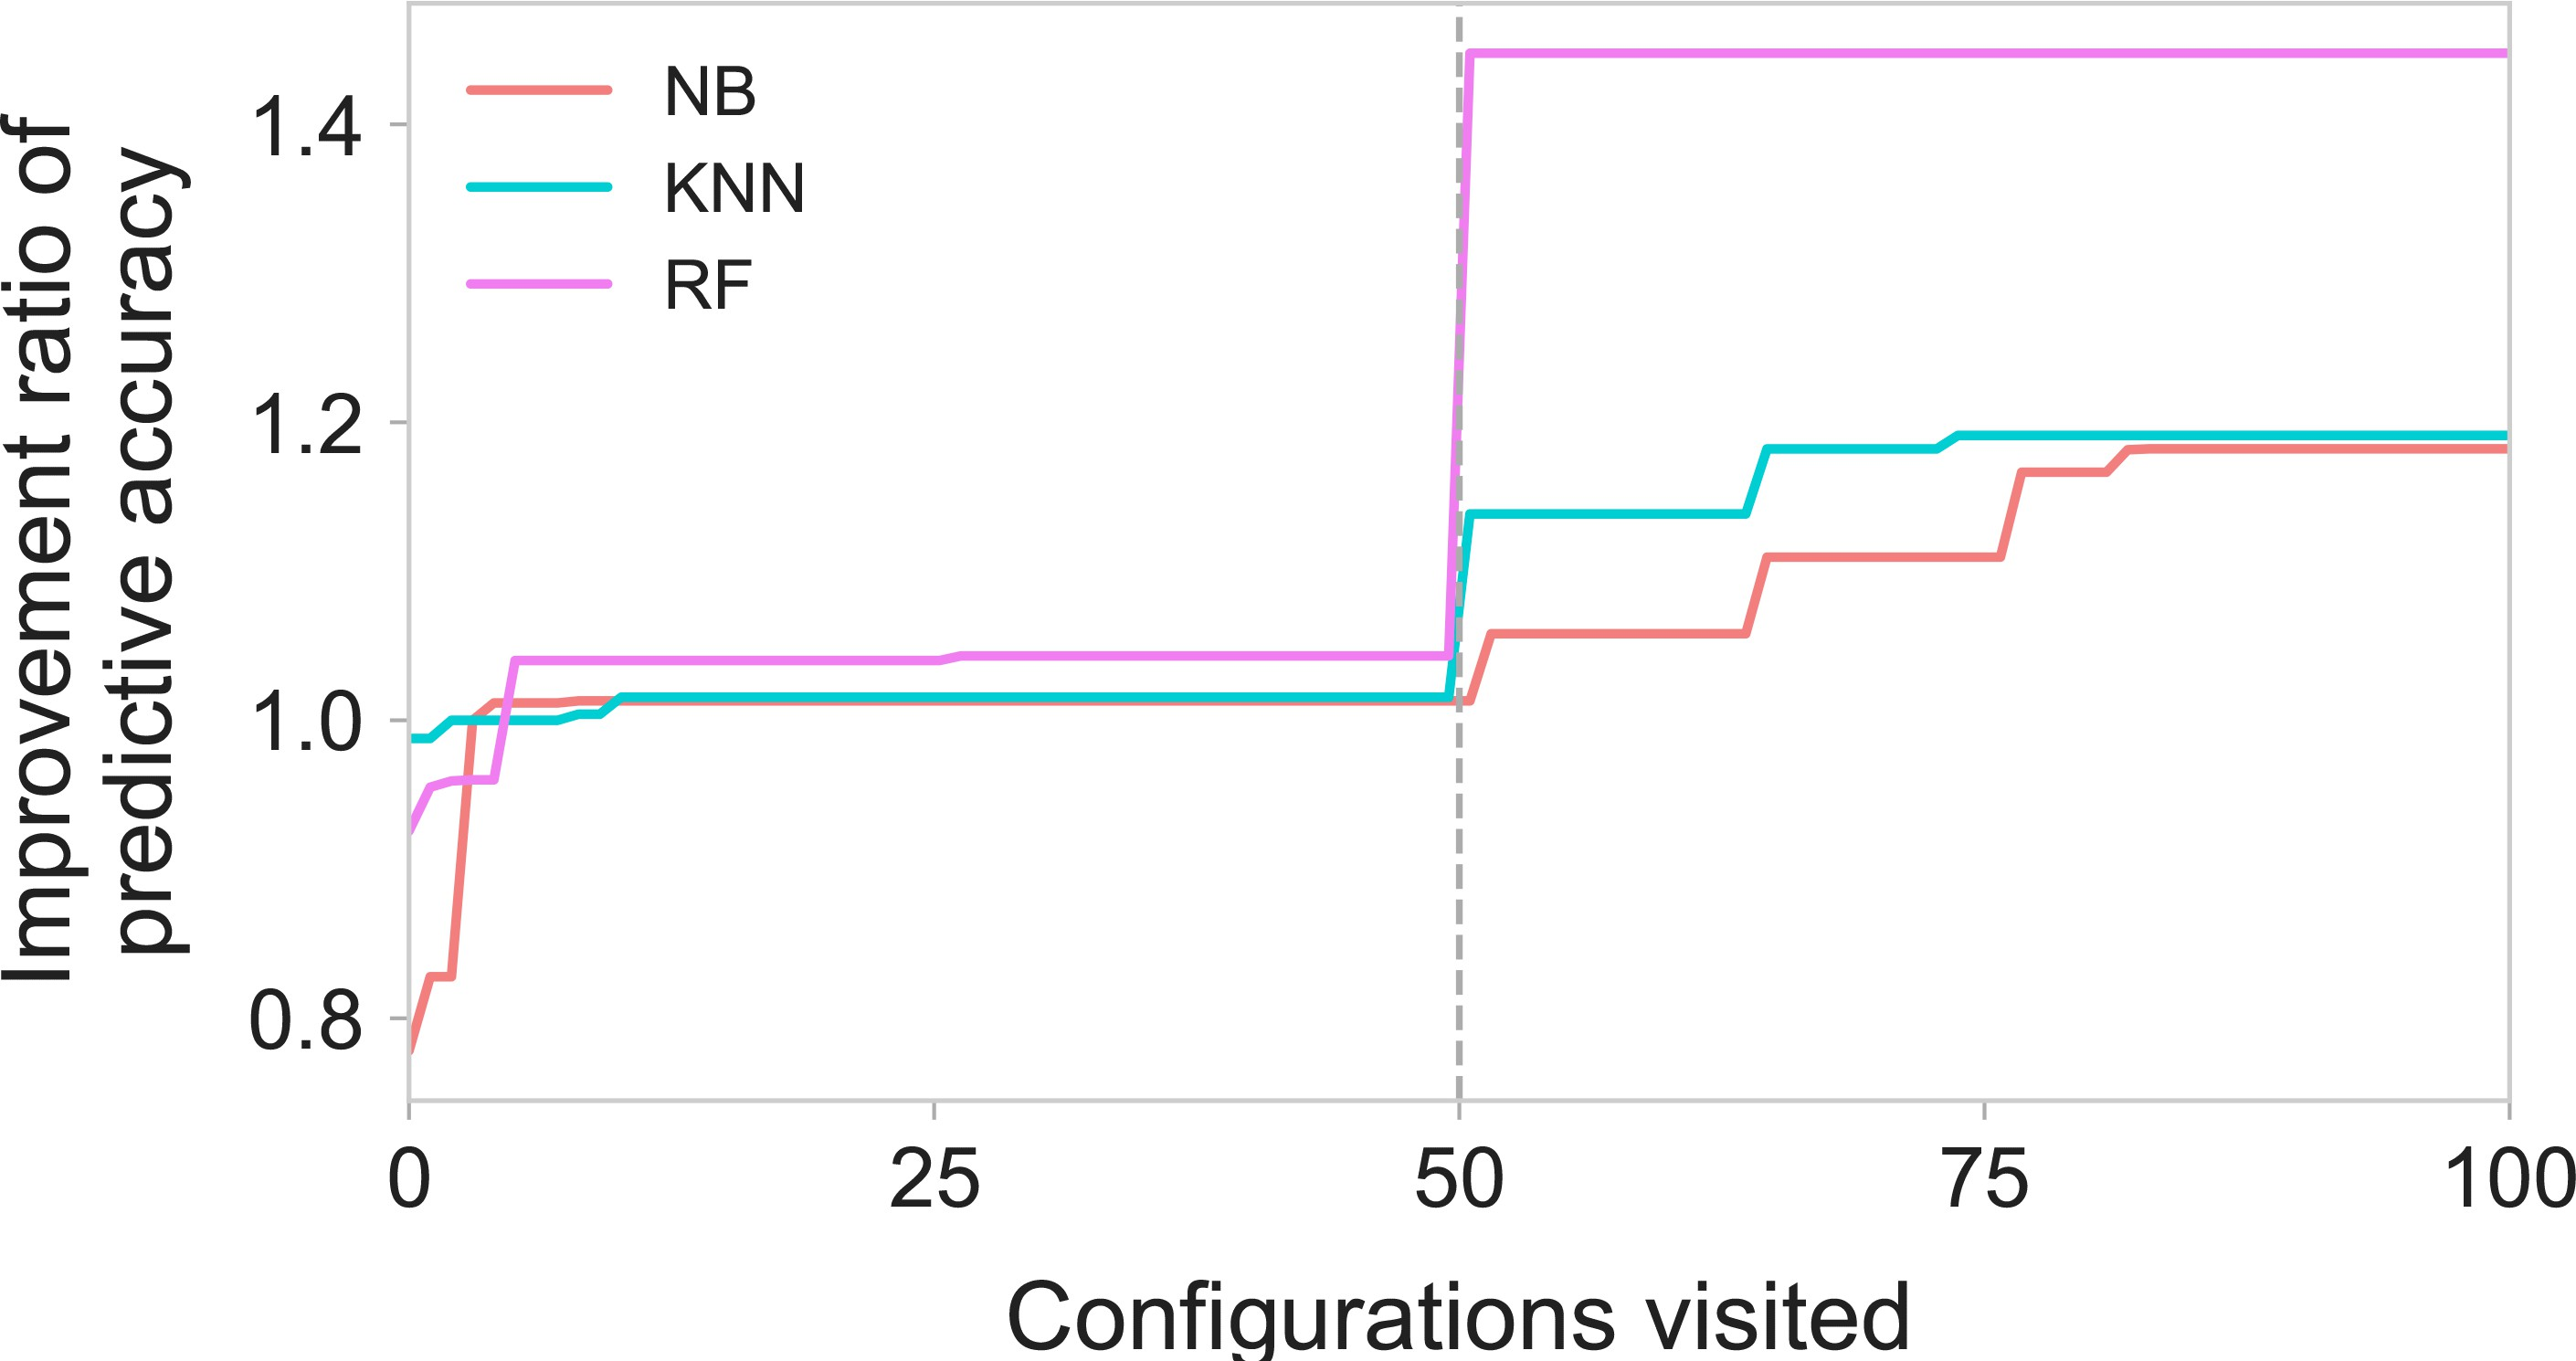 Improvement ratio of
predictive accuracy
NB
KNN
RF
1.4
1.2
1.0
0.8
0
25
50
75
100
Configurations visited